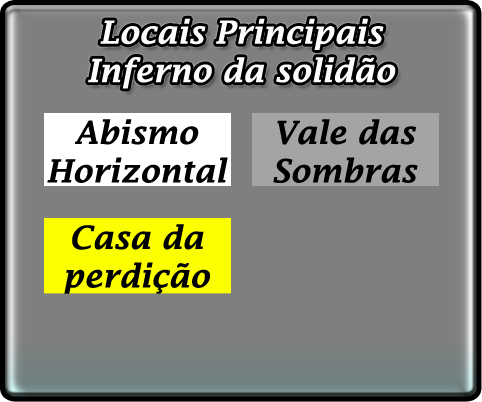 Locais Principais
Inferno da solidão
Abismo
Horizontal
Vale das
Sombras
Casa da
perdição